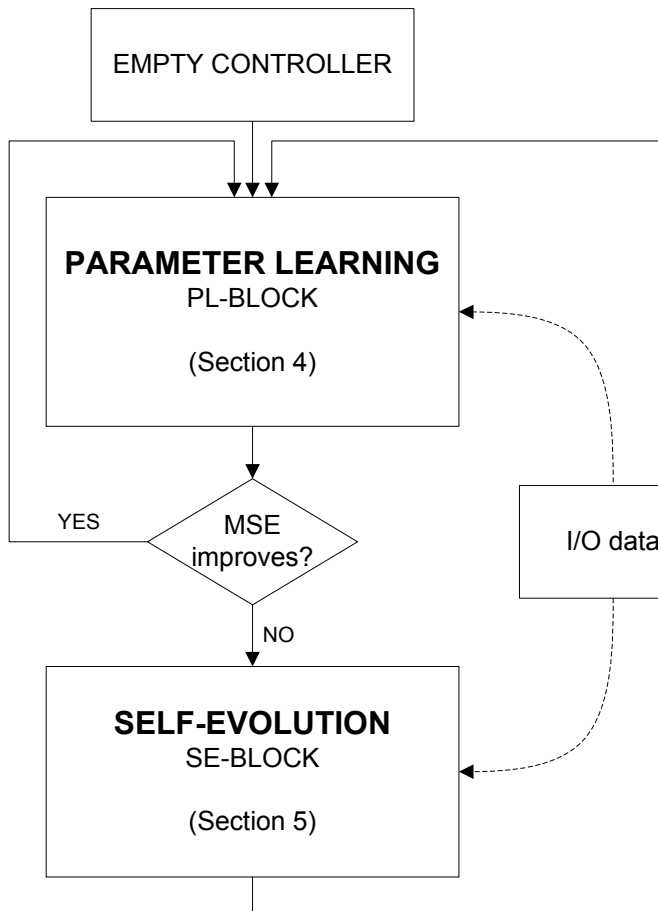 EMPTY CONTROLLER
PARAMETER LEARNING
PL-BLOCK
(Section 4)
YES
MSE
improves?
I/O data
NO
SELF-EVOLUTION
SE-BLOCK
(Section 5)